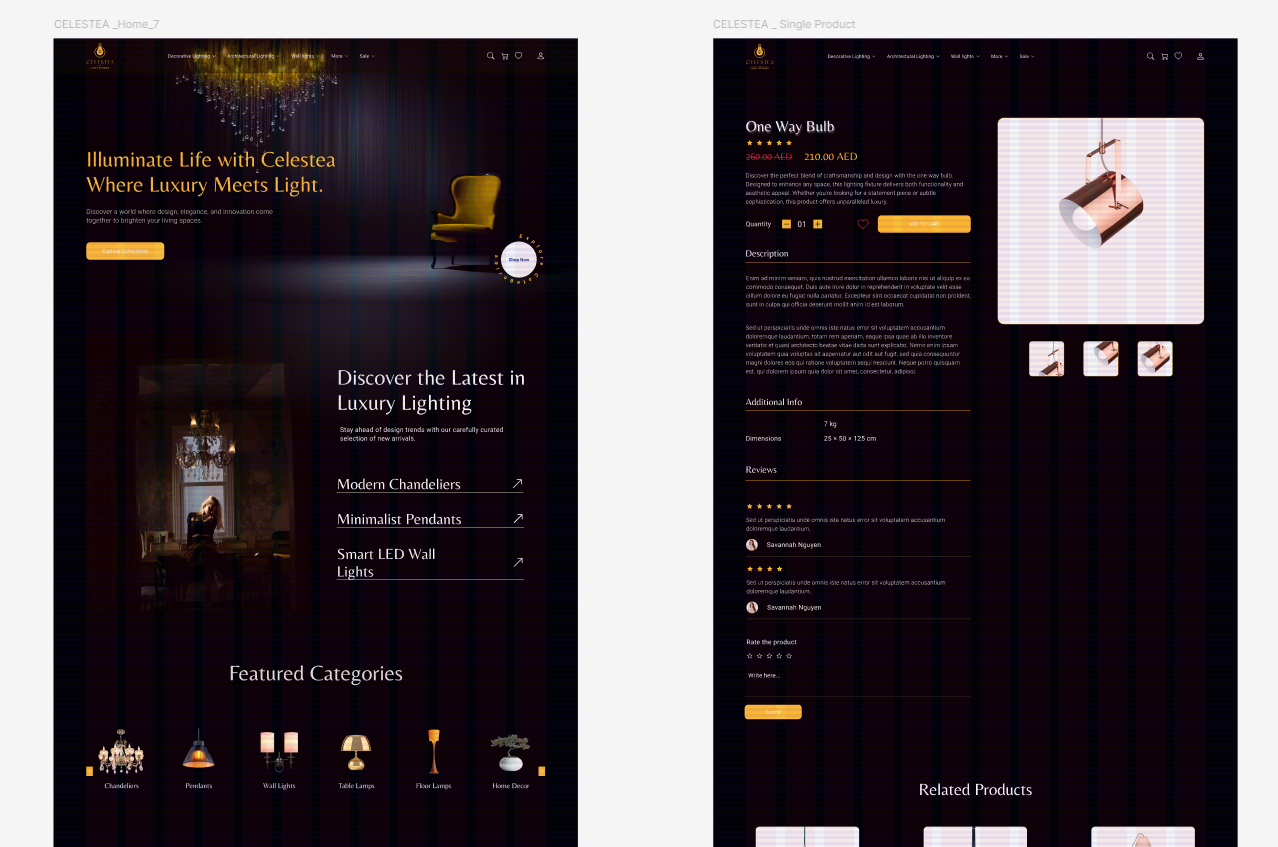 CELESTEA _Home_7
CELESTEA
Decorative Lighting
Architectural Lighting
Wall lights
More
Sale
Illuminate Life with Celestea
Where Luxury Meets Light.
Discover a world where design, elegance, and innovation come
together to brighten your living spaces.
Explore Collections
Shop Now
Explore Categories
Discover the Latest in
Luxury Lighting
Stay ahead of design trends with our carefully curated
selection of new arrivals.
Modern Chandeliers
Minimalist Pendants
Smart LED Wall
Lights
Featured Categories
Chandeliers
Pendants
Wall Lights
Table Lamps
Floor Lamps
Home Decor
CELESTEA _ Single Product
CELESTEA
Decorative Lighting
Architectural Lighting
Wall lights
More
Sale
One Way Bulb
260.00 AED 210.00 AED
Discover the perfect blend of craftsmanship and design with the one way bulb.
Designed to enhance any space, this lighting fixture delivers both functionality and
aesthetic appeal. Whether you're looking for a statement piece or subtle
sophistication, this product offers unparalleled luxury.
Quantity 01
ADD TO CART
Description
Enim ad minim veniam, quis nostrud exercitation ullamco laboris nisi ut aliquip ex ea
commodo consequat. Duis aute irure dolor in reprehenderit in voluptate velit esse
cillum dolore eu fugiat nulla pariatur. Excepteur sint occaecat cupidatat non proident,
sunt in culpa qui officia deserunt mollit anim id est laborum.
Sed ut perspiciatis unde omnis iste natus error sit voluptatem accusantium
doloremque laudantium, totam rem aperiam, eaque ipsa quae ab illo inventore
veritatis et quasi architecto beatae vitae dicta sunt explicabo. Nemo enim ipsam
voluptatem quia voluptas sit aspernatur aut odit aut fugit, sed quia consequuntur
magni dolores eos qui ratione voluptatem sequi nesciunt. Neque porro quisquam
est, qui dolorem ipsum quia dolor sit amet, consectetur, adipisci.
Additional Info
7 kg
Dimensions 25 × 50 × 125 cm
Reviews
Sed ut perspiciatis unde omnis iste natus error sit voluptatem accusantium
doloremque laudantium.
Savannah Nguyen
Sed ut perspiciatis unde omnis iste natus error sit voluptatem accusantium
doloremque laudantium.
Savannah Nguyen
Rate the product
Write here...
Submit
Related Products